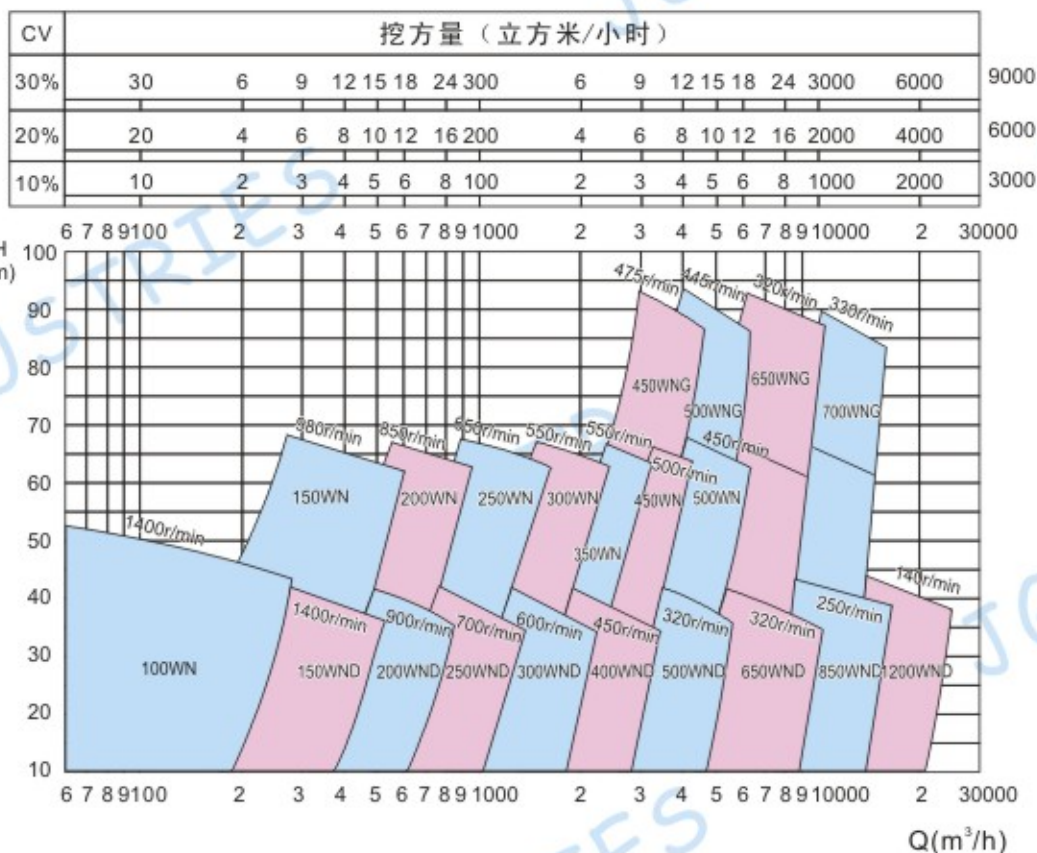 CV 挖方量（立方米/小时）
30% 30 6 9 12 15 18 24 300 6 9 12 15 18 24 3000 6000 9000
20% 20 4 6 8 10 12 16 200 4 6 8 10 12 16 2000 4000 6000
10% 10 2 3 4 5 6 8 100 2 3 4 5 6 8 1000 2000 3000
6 7 8 9 100 2 3 4 5 6 7 8 9 1000 2 3 4 5 6 7 8 9 10000 2 30000
H
m)
100
90
80
70
60
50
40
30
20
10
475r/min 445r/min 320r/min 330r/min
450WNG 500WNG 650WNG 700WNG
980r/min 850r/min 650r/min 550r/min 550r/min 500r/min 450r/min
150WN 200WN 250WN 300WN 350WN 450WN 500WN
1400r/min
1400r/min 900r/min 700r/min 600r/min 450r/min 320r/min 320r/min 250r/min 140r/min
100WN 150WND 200WND 250WND 300WND 400WND 500WND 650WND 850WND 1200WND
6 7 8 9 100 2 3 4 5 6 7 8 9 1000 2 3 4 5 6 7 8 9 10000 2 30000
Q(m³/h)
JUSTRIES